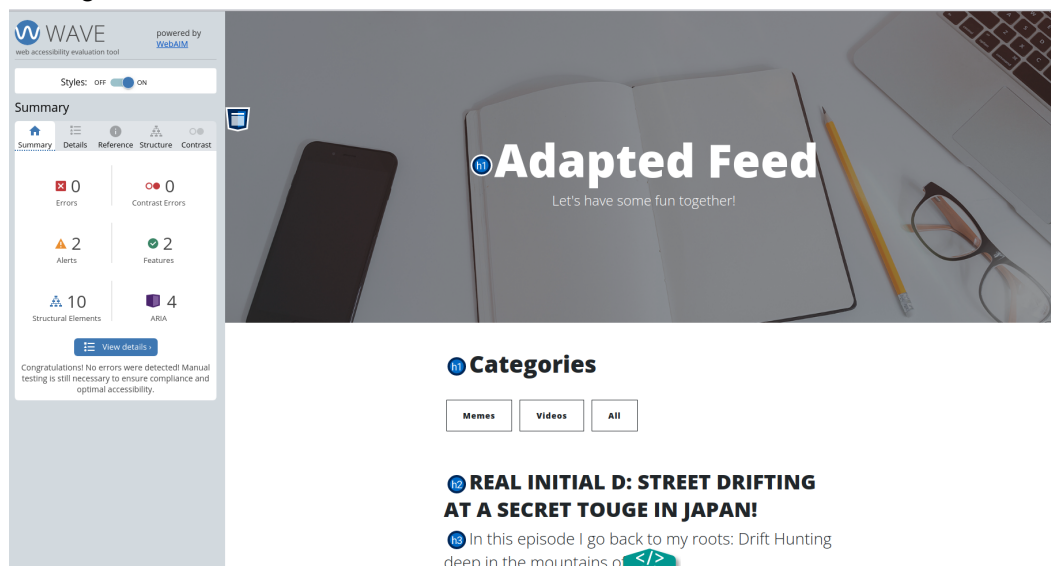 WAVE
web accessibility evaluation tool
powered by
WebAIM
Styles: OFF ON
Summary
Summary Details Reference Structure Contrast
0
Errors
0
Contrast Errors
2
Alerts
2
Features
10
Structural Elements
4
ARIA
View details ›
Congratulations! No errors were detected! Manual
testing is still necessary to ensure compliance and
optimal accessibility.
h1 Adapted Feed
Let's have some fun together!
h1 Categories
Memes Videos All
h2 REAL INITIAL D: STREET DRIFTING
AT A SECRET TOUGE IN JAPAN!
h3 In this episode I go back to my roots: Drift Hunting
deep in the mountains
</>